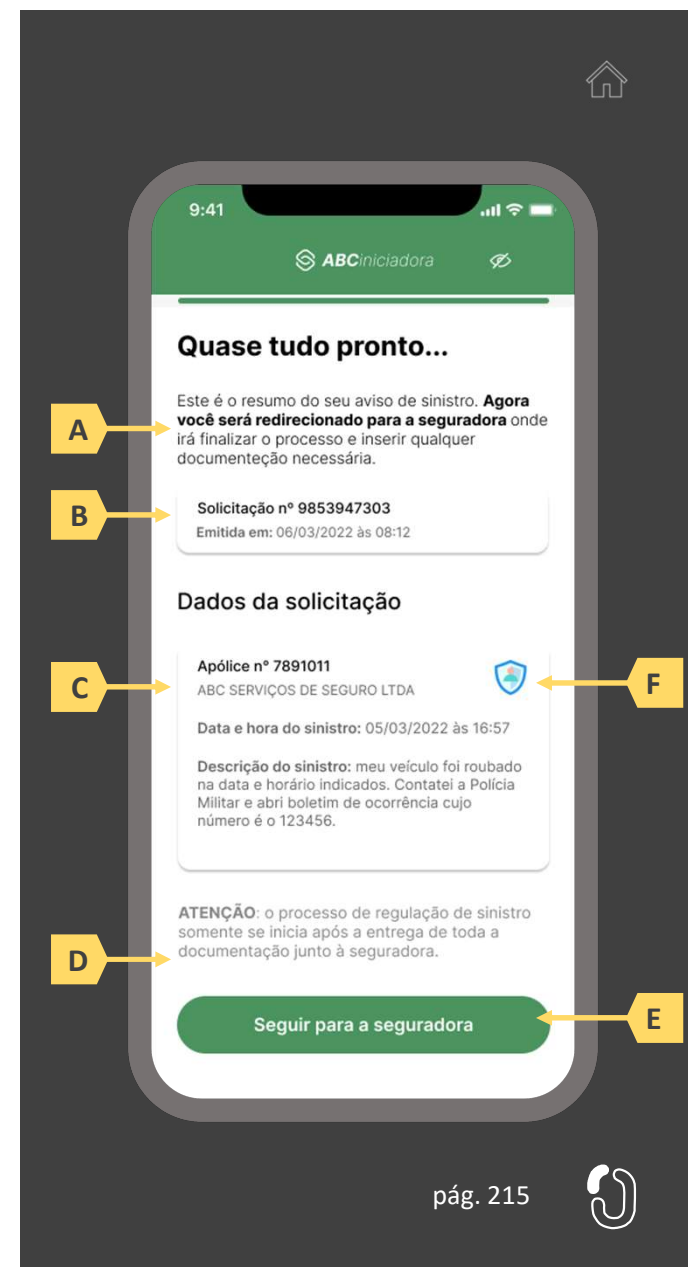 9:41
ABCiniciadora
Quase tudo pronto...
Este é o resumo do seu aviso de sinistro. Agora
você será redirecionado para a seguradora onde
irá finalizar o processo e inserir qualquer
documenteção necessária.
A
Solicitação nº 9853947303
Emitida em: 06/03/2022 às 08:12
B
Dados da solicitação
Apólice nº 7891011
ABC SERVIÇOS DE SEGURO LTDA
C
F
Data e hora do sinistro: 05/03/2022 às 16:57
Descrição do sinistro: meu veículo foi roubado
na data e horário indicados. Contatei a Polícia
Militar e abri boletim de ocorrência cujo
número é o 123456.
ATENÇÃO: o processo de regulação de sinistro
somente se inicia após a entrega de toda a
documentação junto à seguradora.
D
Seguir para a seguradora
E
pág. 215